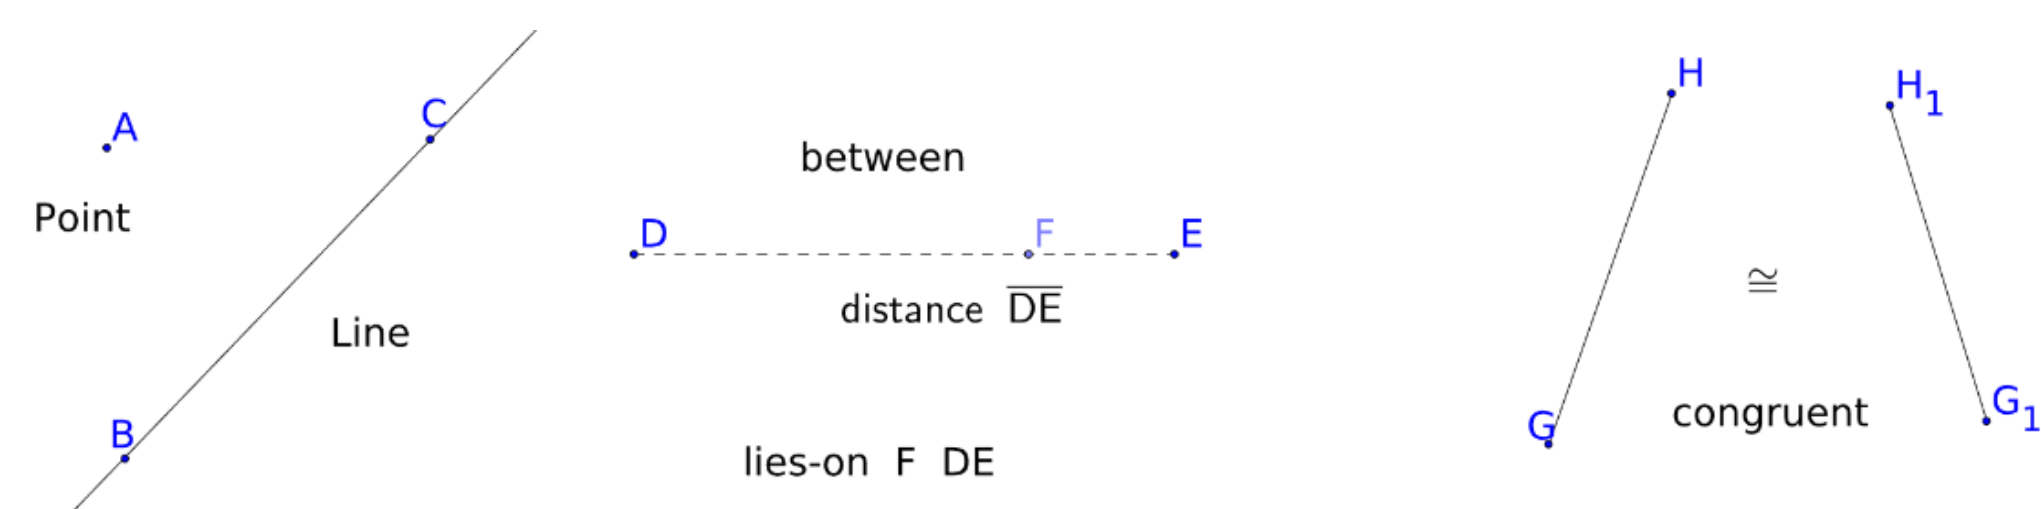 A
Point
C
Line
B
between
D
F
E
distance DE
lies-on F DE
H
H1
≅
congruent
G
G1